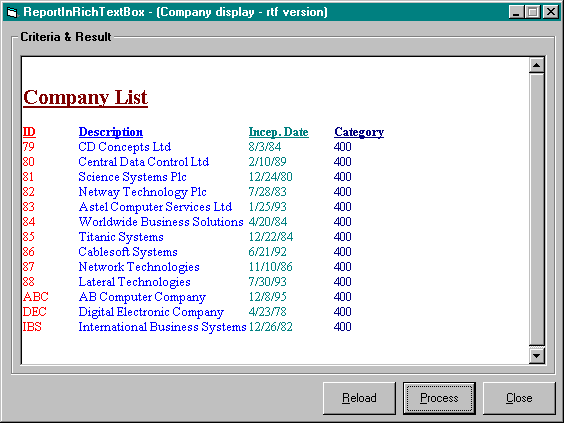 ReportInRichTextBox - (Company display - rtf version)
Criteria & Result
Company List
ID Description Incep. Date Category
79 CD Concepts Ltd 8/3/84 400
80 Central Data Control Ltd 2/10/89 400
81 Science Systems Plc 12/24/80 400
82 Netway Technology Plc 7/28/83 400
83 Astel Computer Services Ltd 1/25/93 400
84 Worldwide Business Solutions 4/20/84 400
85 Titanic Systems 12/22/84 400
86 Cablesoft Systems 6/21/92 400
87 Network Technologies 11/10/86 400
88 Lateral Technologies 7/30/93 400
ABC AB Computer Company 12/8/95 400
DEC Digital Electronic Company 4/23/78 400
IBS International Business Systems 12/26/82 400
Reload Process Close